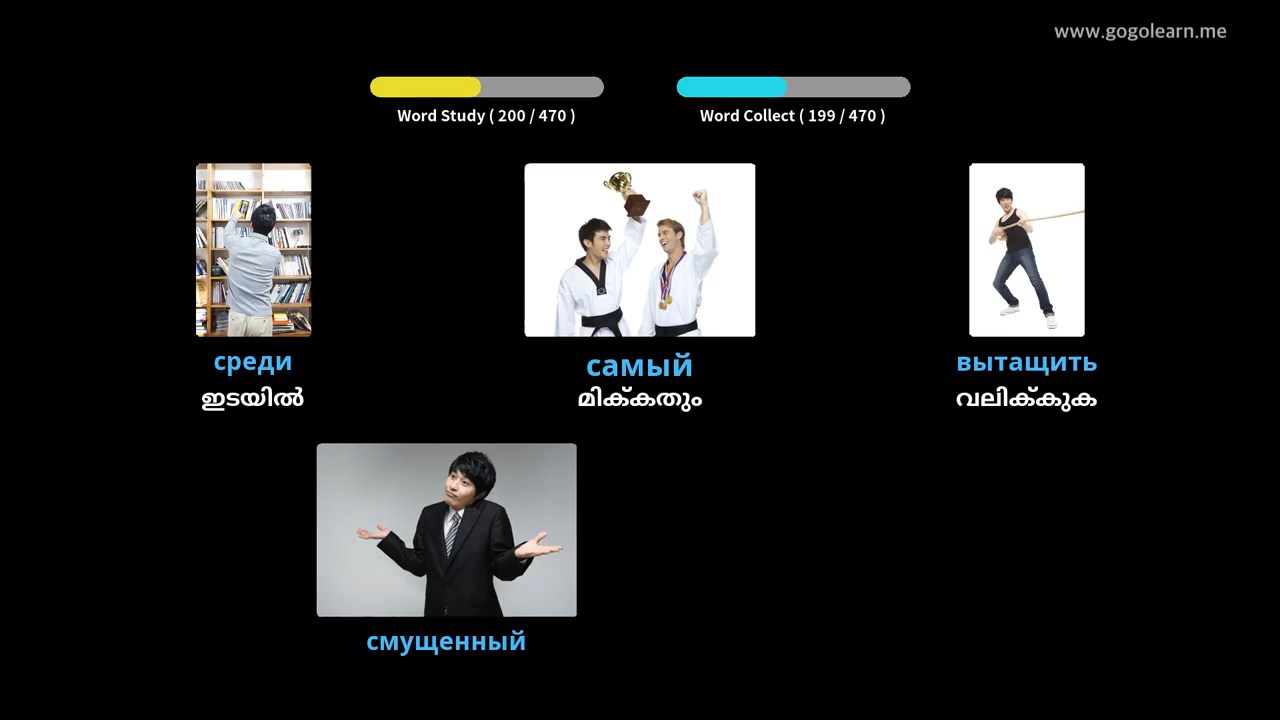 www.gogolearn.me
Word Study ( 200 / 470 )
Word Collect ( 199 / 470 )
среди
самый
вытащить
ഇടയിൽ
മിക്കതും
വലിക്കുക
смущенный